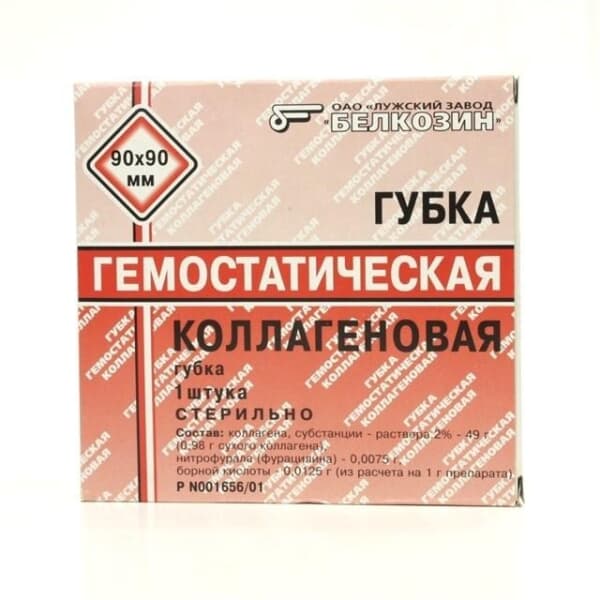 ОАО «ЛУЖСКИЙ ЗАВОД
"БЕЛКОЗИН"
90x90
мм
ГУБКА
ГЕМОСТАТИЧЕСКАЯ
КОЛЛАГЕНОВАЯ
губка
1 штука
СТЕРИЛЬНО
Состав: коллагена, субстанции - раствора 2% - 49 г
(0,98 г сухого коллагена),
нитрофурала (фурацилина) - 0,0075 г,
борной кислоты - 0,0125 г (из расчета на 1 г препарата)
Р N001656/01